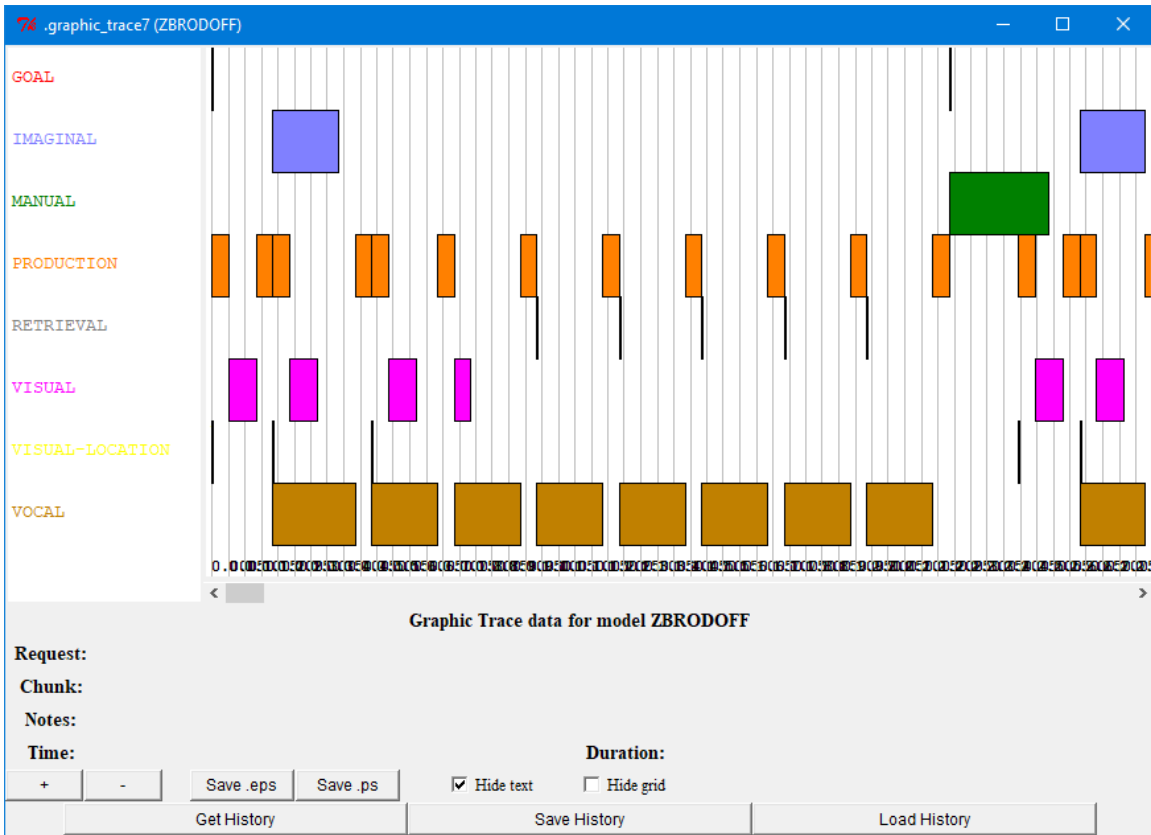 .graphic_trace7 (ZBRODOFF)
GOAL
IMAGINAL
MANUAL
PRODUCTION
RETRIEVAL
VISUAL
VISUAL-LOCATION
VOCAL
Graphic Trace data for model ZBRODOFF
Request:
Chunk:
Notes:
Time: Duration:
+ - Save .eps Save .ps Hide text Hide grid
Get History Save History Load History